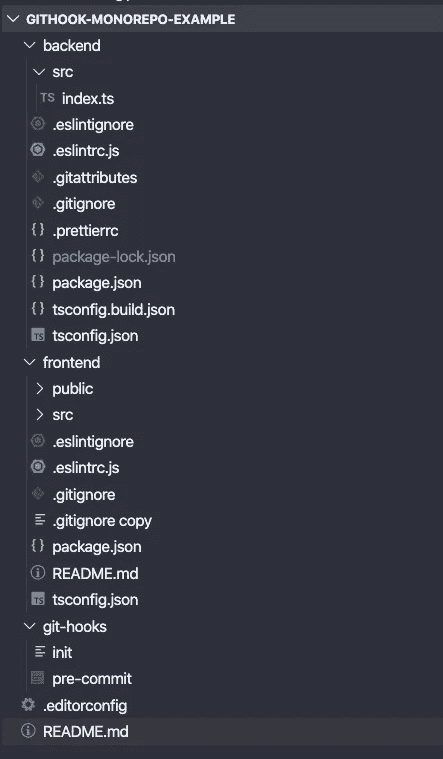 GITHOOK-MONOREPO-EXAMPLE
backend
src
TS index.ts
.eslintignore
.eslintrc.js
.gitattributes
.gitignore
{} .prettierrc
{} package-lock.json
{} package.json
{} tsconfig.build.json
TS tsconfig.json
frontend
public
src
.eslintignore
.eslintrc.js
.gitignore
.gitignore copy
{} package.json
README.md
TS tsconfig.json
git-hooks
init
pre-commit
.editorconfig
README.md